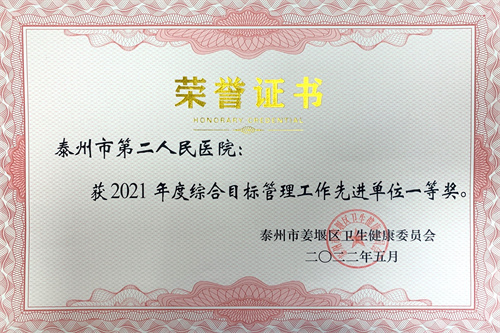 荣誉证书
泰州市第二人民医院:
获2021年度综合目标管理工作先进单位一等奖。
泰州市姜堰区卫生健康委员会
二〇二二年五月